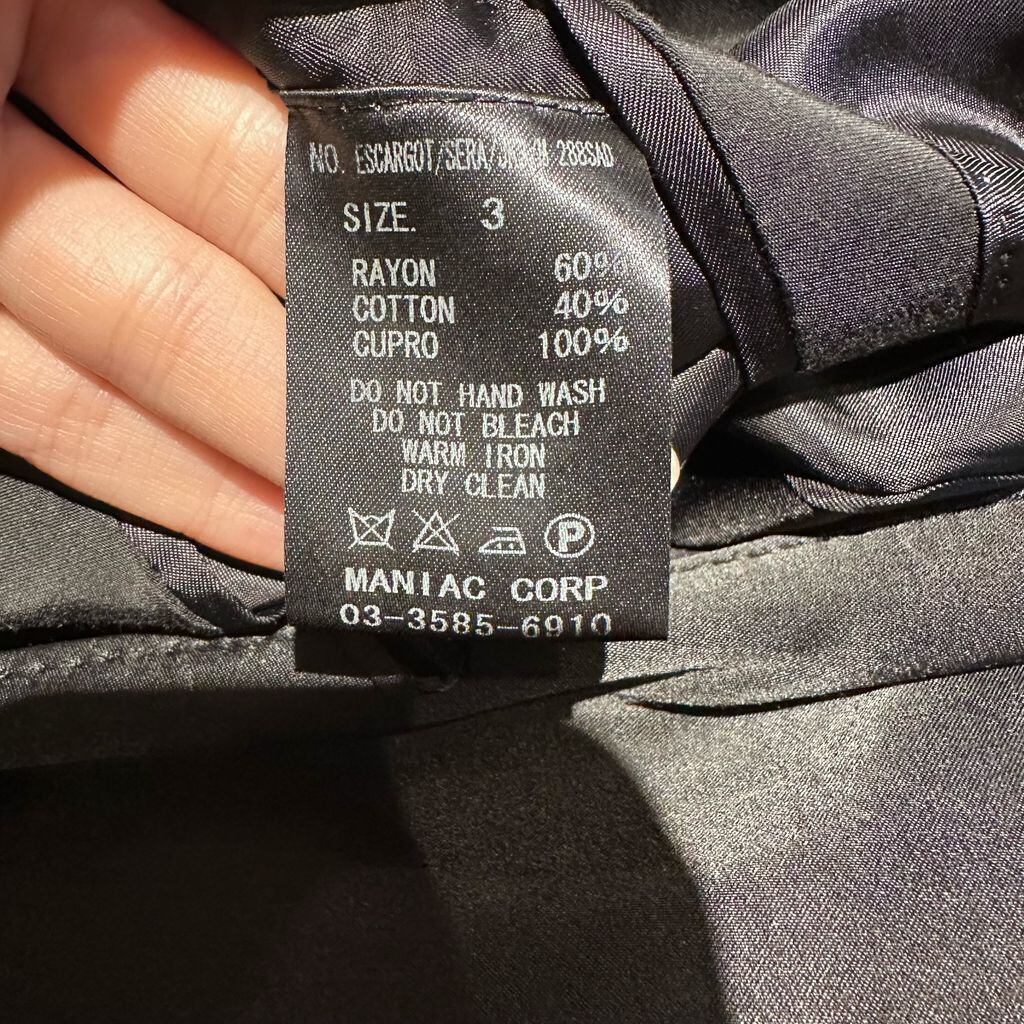 NO. ESCARGOT/SERA/ 288SAD
SIZE. 3
RAYON 60%
COTTON 40%
CUPRO 100%
DO NOT HAND WASH
DO NOT BLEACH
WARM IRON
DRY CLEAN
P
MANIAC CORP
03-3585-6910